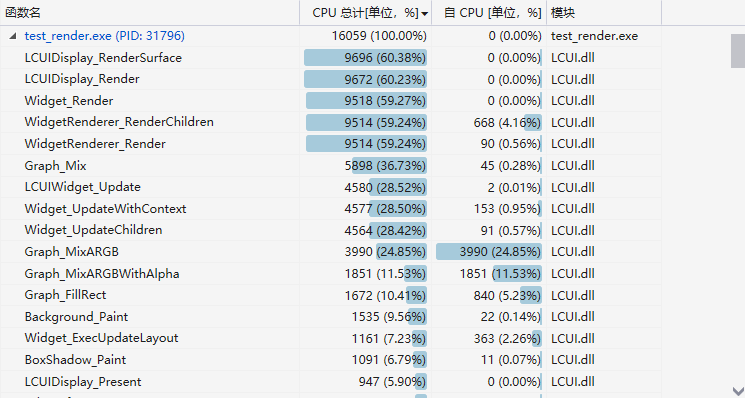 函数名 CPU 总计[单位，%] 自 CPU [单位，%] 模块
test_render.exe (PID: 31796) 16059 (100.00%) 0 (0.00%) test_render.exe
LCUIDisplay_RenderSurface 9696 (60.38%) 0 (0.00%) LCUI.dll
LCUIDisplay_Render 9672 (60.23%) 0 (0.00%) LCUI.dll
Widget_Render 9518 (59.27%) 0 (0.00%) LCUI.dll
WidgetRenderer_RenderChildren 9514 (59.24%) 668 (4.16%) LCUI.dll
WidgetRenderer_Render 9514 (59.24%) 90 (0.56%) LCUI.dll
Graph_Mix 5898 (36.73%) 45 (0.28%) LCUI.dll
LCUIWidget_Update 4580 (28.52%) 2 (0.01%) LCUI.dll
Widget_UpdateWithContext 4577 (28.50%) 153 (0.95%) LCUI.dll
Widget_UpdateChildren 4564 (28.42%) 91 (0.57%) LCUI.dll
Graph_MixARGB 3990 (24.85%) 3990 (24.85%) LCUI.dll
Graph_MixARGBWithAlpha 1851 (11.53%) 1851 (11.53%) LCUI.dll
Graph_FillRect 1672 (10.41%) 840 (5.23%) LCUI.dll
Background_Paint 1535 (9.56%) 22 (0.14%) LCUI.dll
Widget_ExecUpdateLayout 1161 (7.23%) 363 (2.26%) LCUI.dll
BoxShadow_Paint 1091 (6.79%) 11 (0.07%) LCUI.dll
LCUIDisplay_Present 947 (5.90%) 0 (0.00%) LCUI.dll